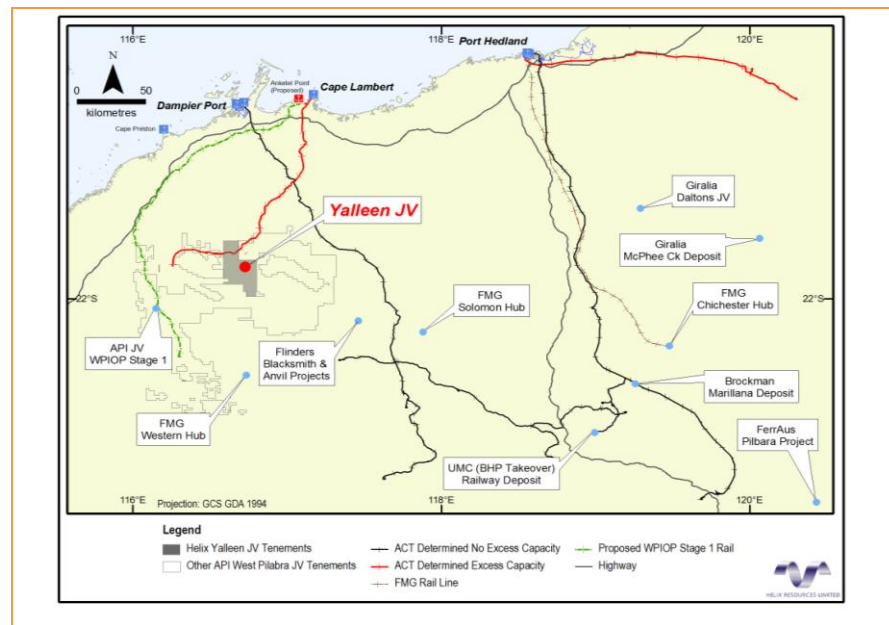 116°E
118°E
120°E
N
0
50
kilometres
Port Hedland
Anketel Point
(Proposed)
Cape Lambert
Dampier Port
Cape Preston
Yalleen JV
Giralia
Daltons JV
Giralia
McPhee Ck Deposit
22°S
22°S
FMG
Solomon Hub
FMG
Chichester Hub
API JV
WPIOP Stage 1
Flinders
Blacksmith &
Anvil Projects
Brockman
Marillana Deposit
FMG
Western Hub
FerrAus
Pilbara Project
UMC (BHP Takeover)
Railway Deposit
116°E
118°E
120°E
Projection: GCS GDA 1994
Legend
Helix Yalleen JV Tenements
Other API West Pilabra JV Tenements
ACT Determined No Excess Capacity
ACT Determined Excess Capacity
FMG Rail Line
Proposed WPIOP Stage 1 Rail
Highway
HELIX RESOURCES LIMITED